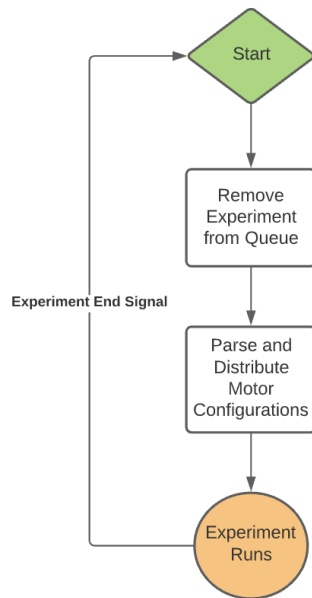 Start
Remove
Experiment
from Queue
Experiment End Signal
Parse and
Distribute
Motor
Configurations
Experiment
Runs